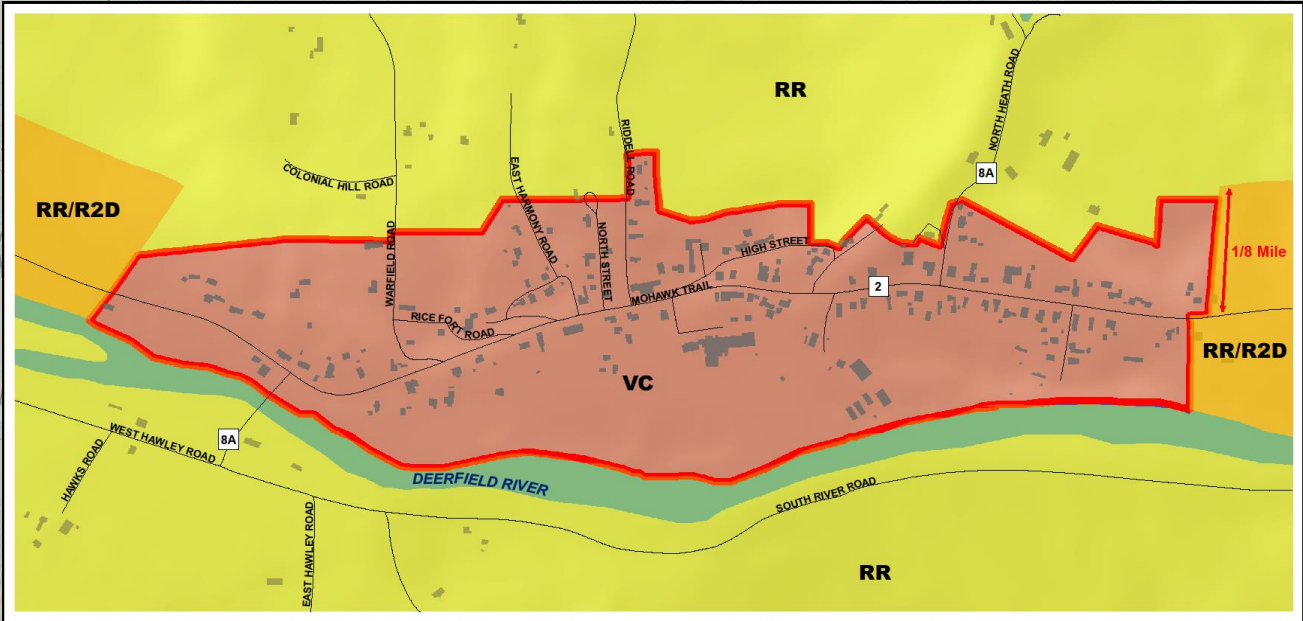 RR
NORTH HEATH ROAD
RIDDELL ROAD
8A
COLONIAL HILL ROAD
EAST HARMONY ROAD
RR/R2D
WARFIELD ROAD
NORTH STREET
HIGH STREET
1/8 Mile
MOHAWK TRAIL
2
RICE FORT ROAD
RR/R2D
VC
8A
WEST HAWLEY ROAD
HAWKS ROAD
DEERFIELD RIVER
SOUTH RIVER ROAD
EAST HAWLEY ROAD
RR